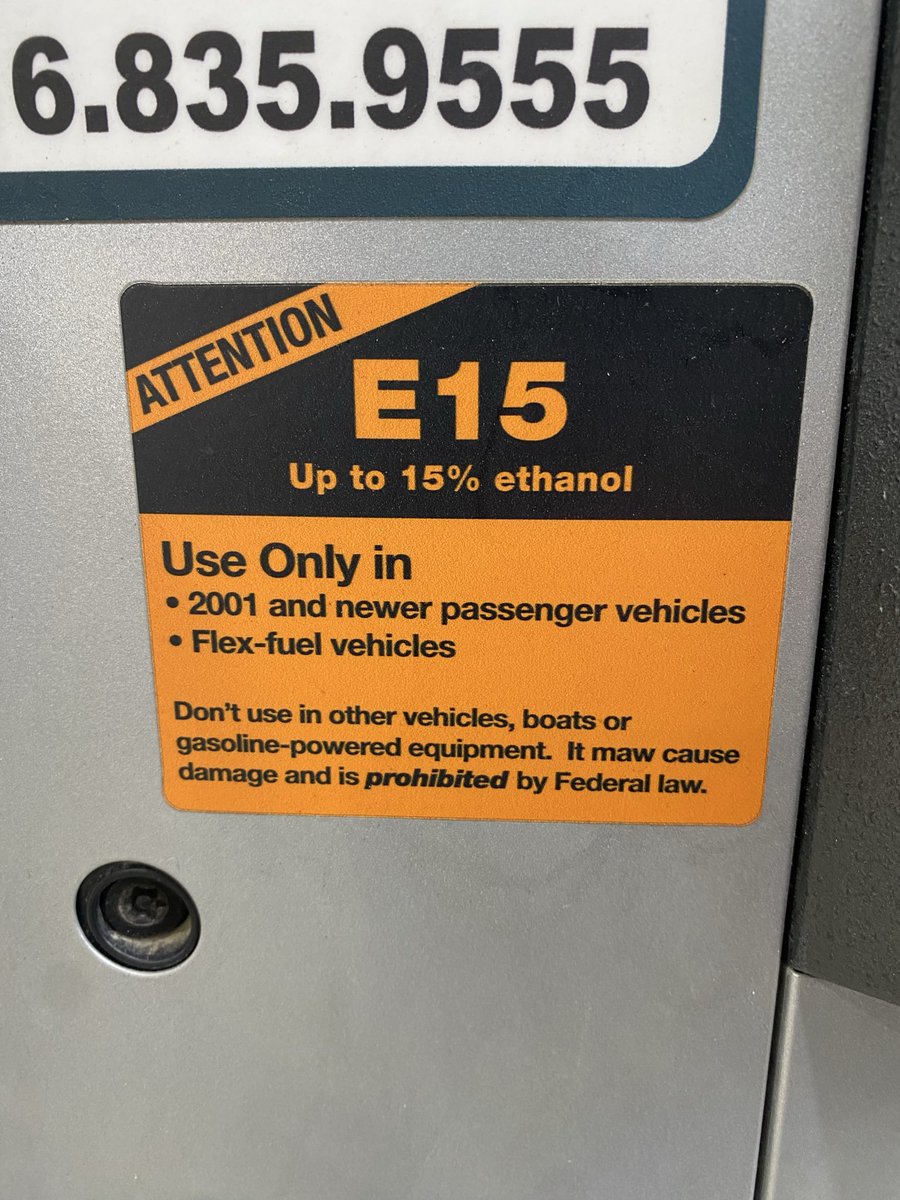 6.835.9555
ATTENTION
E15
Up to 15% ethanol
Use Only in
• 2001 and newer passenger vehicles
• Flex-fuel vehicles
Don't use in other vehicles, boats or
gasoline-powered equipment. It maw cause
damage and is prohibited by Federal law.